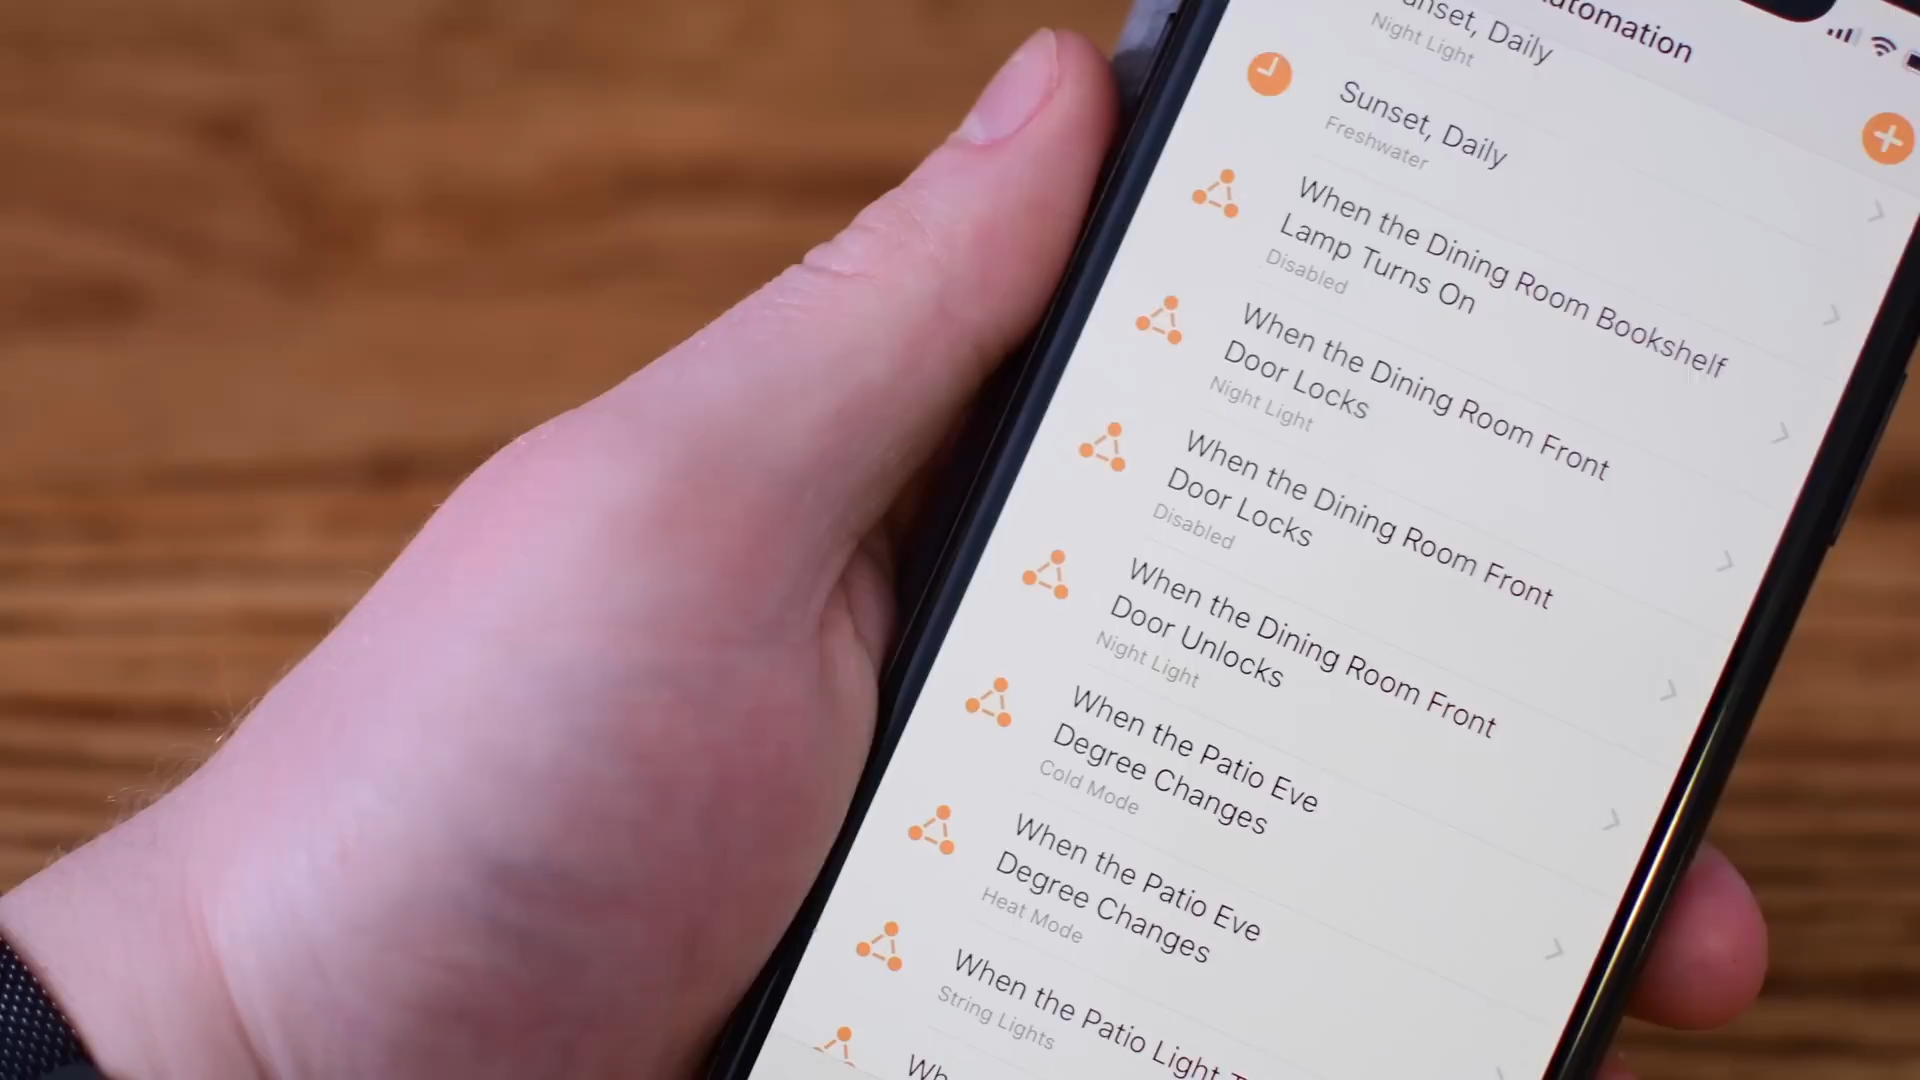 Sunset, Daily
Night Light
Sunset, Daily
Freshwater
When the Dining Room Bookshelf
Lamp Turns On
Disabled
When the Dining Room Front
Door Locks
Night Light
When the Dining Room Front
Door Locks
Disabled
When the Dining Room Front
Door Unlocks
Night Light
When the Patio Eve
Degree Changes
Cold Mode
When the Patio Eve
Degree Changes
Heat Mode
When the Patio Light
String Lights